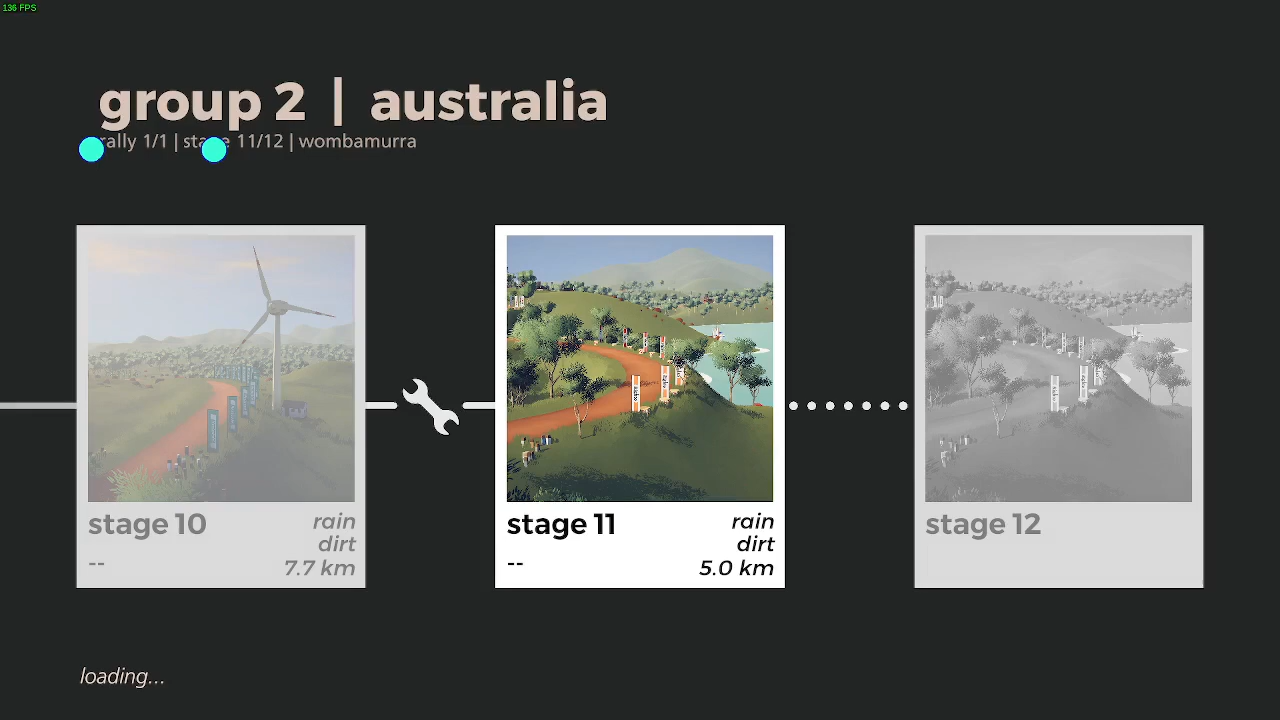 136 FPS
group 2 | australia
rally 1/1 | stage 11/12 | wombamurra
stage 10
rain
dirt
--
7.7 km
stage 11
rain
dirt
--
5.0 km
stage 12
loading...